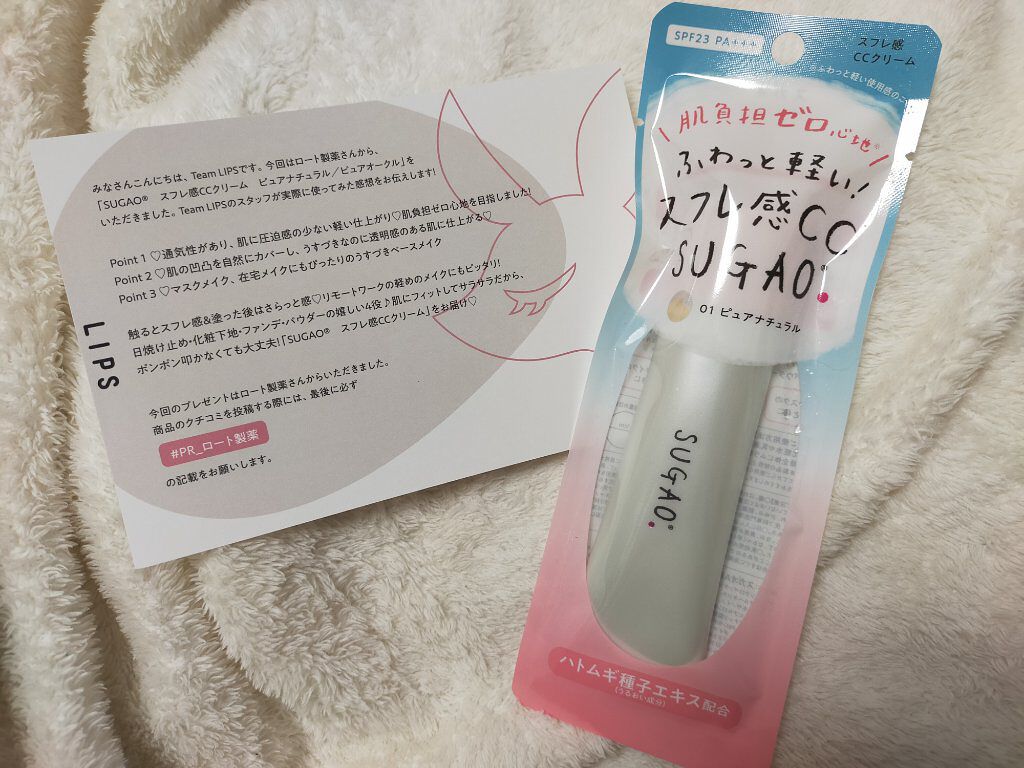 みなさんこんにちは、Team LIPSです。今回はロート製薬さんから、
「SUGAO® スフレ感CCクリーム ピュアナチュラル／ピュアオークル」を
いただきました。Team LIPSのスタッフが実際に使ってみた感想をお伝えします!
Point 1 ♡通気性があり、肌に圧迫感の少ない軽い仕上がり♡肌負担ゼロ心地を目指しました!
Point 2 ♡肌の凹凸を自然にカバーし、うすづきなのに透明感のある肌に仕上がる♡
Point 3 ♡マスクメイク、在宅メイクにもぴったりのうすづきベースメイク
触るとスフレ感&塗った後はさらっと感♡リモートワークの軽めのメイクにもピッタリ!
日焼け止め・化粧下地・ファンデ・パウダーの嬉しい4役♪肌にフィットしてサラサラだから、
ポンポン叩かなくても大丈夫!「SUGAO® スフレ感CCクリーム」をお届け♡
今回のプレゼントはロート製薬さんからいただきました。
商品のクチコミを投稿する際には、最後に必ず
#PR_ロート製薬
の記載をお願いします。
LIPS
SPF23 PA+++
スフレ感
CCクリーム
ふわっと軽い使用感のこと
\肌負担ゼロ心地※/
ふわっと軽い!
スフレ感CC
SUGAO®
01 ピュアナチュラル
SUGAO®
ハトムギ種子エキス配合
(うるおい成分)